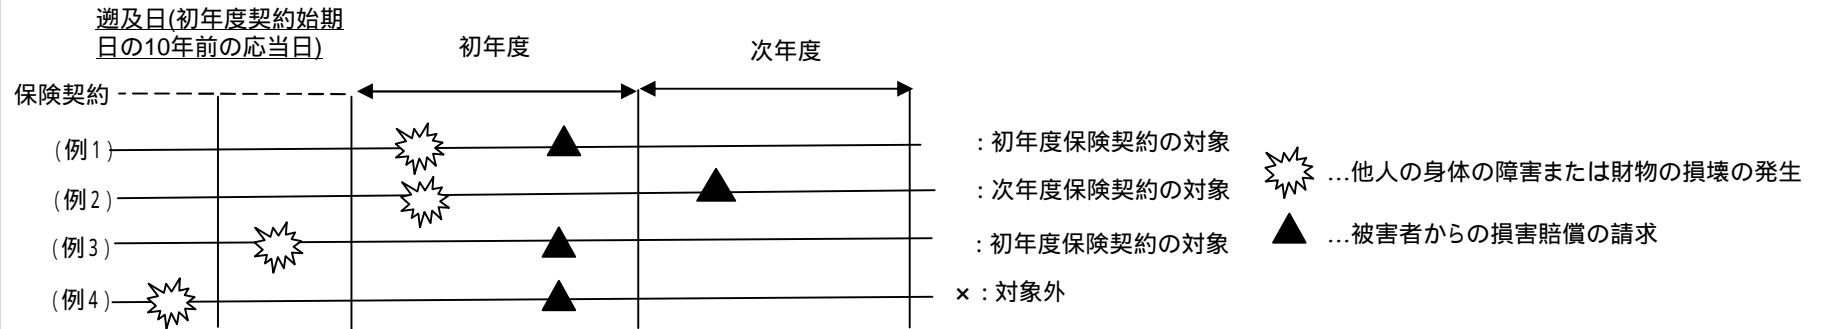 遡及日(初年度契約始期
日の10年前の応当日)
初年度
次年度
保険契約
(例1)
:初年度保険契約の対象
(例2)
:次年度保険契約の対象
(例3)
:初年度保険契約の対象
(例4)
×:対象外
…他人の身体の障害または財物の損壊の発生
…被害者からの損害賠償の請求